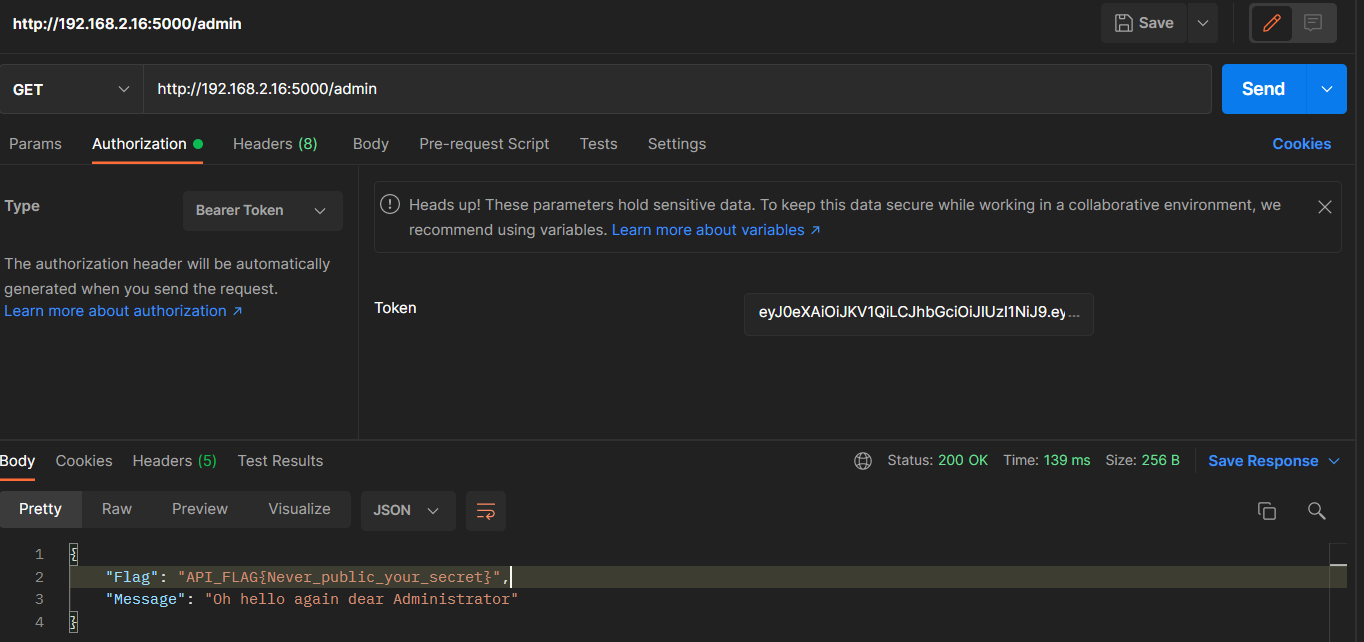 http://192.168.2.16:5000/admin
Save
GET
http://192.168.2.16:5000/admin
Send
Params Authorization Headers (8) Body Pre-request Script Tests Settings Cookies
Type
Bearer Token
The authorization header will be automatically
generated when you send the request.
Learn more about authorization ↗
Heads up! These parameters hold sensitive data. To keep this data secure while working in a collaborative environment, we
recommend using variables. Learn more about variables ↗
Token
eyJ0eXAiOiJKV1QiLCJhbGciOiJIUzI1NiJ9.ey...
Body Cookies Headers (5) Test Results
Status: 200 OK Time: 139 ms Size: 256 B Save Response
Pretty Raw Preview Visualize JSON
1 {
2 "Flag": "API_FLAG{Never_public_your_secret}",
3 "Message": "Oh hello again dear Administrator"
4 }